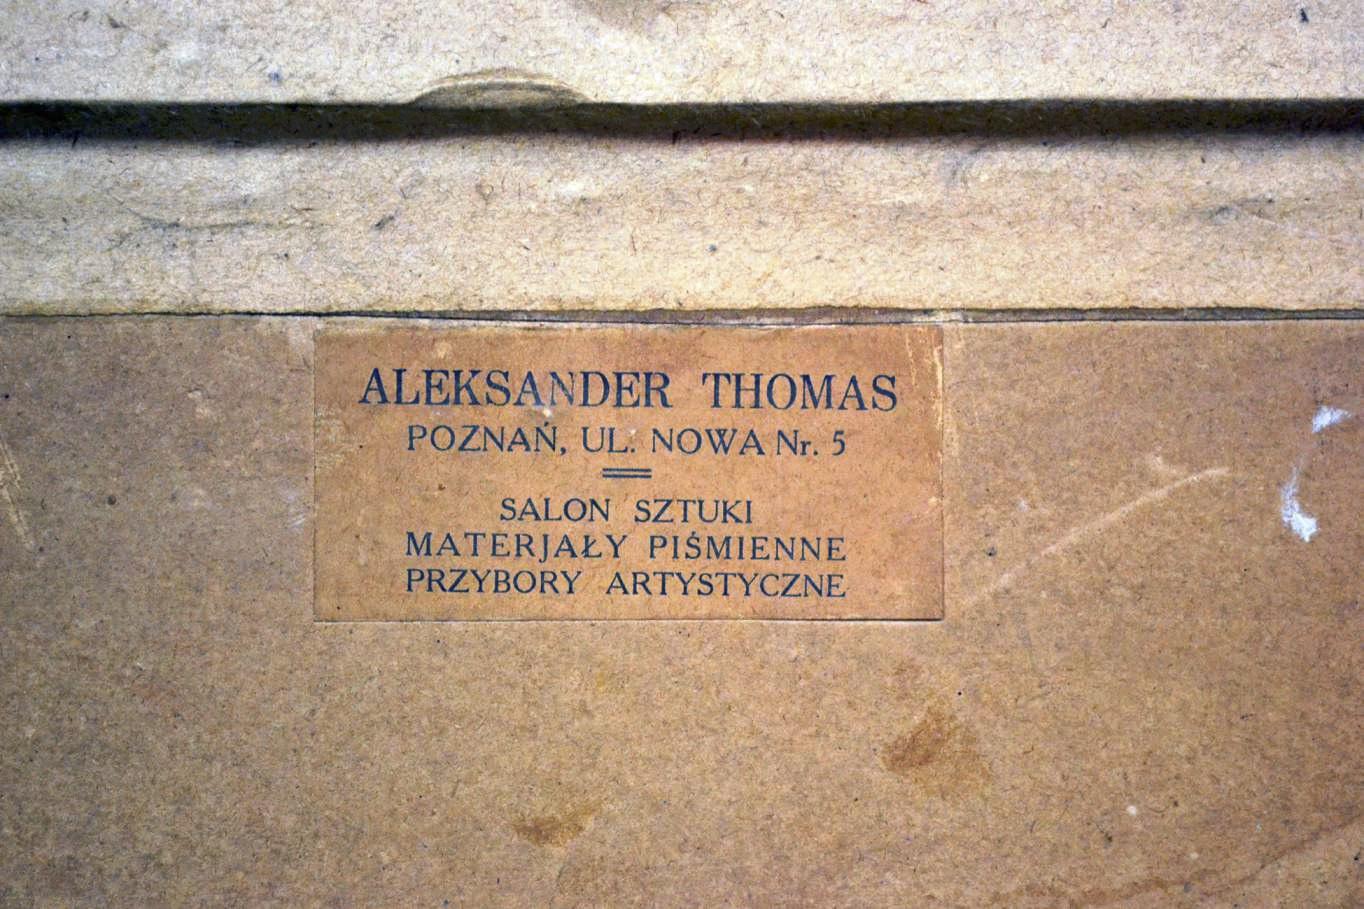 ALEKSANDER THOMAS
POZNAŃ, UL. NOWA Nr. 5
SALON SZTUKI
MATERJAŁY PIŚMIENNE
PRZYBORY ARTYSTYCZNE